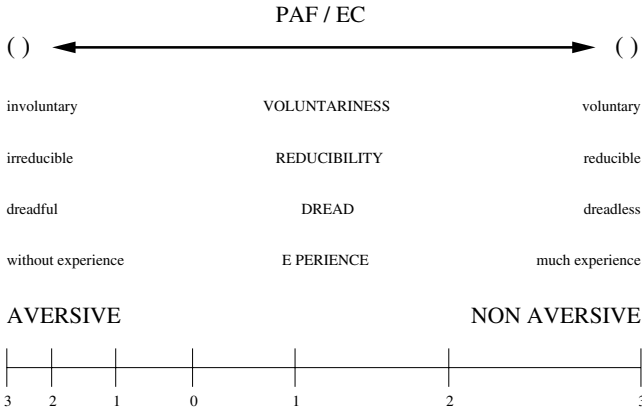 PAF / EC
( ) ( )
involuntary VOLUNTARINESS voluntary
irreducible REDUCIBILITY reducible
dreadful DREAD dreadless
without experience E PERIENCE much experience
AVERSIVE NON AVERSIVE
3 2 1 0 1 2 3